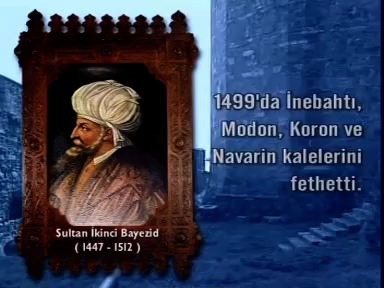 1499'da İnebahtı,
Modon, Koron ve
Navarin kalelerini
fethetti.
Sultan İkinci Bayezid
( 1447 - 1512 )